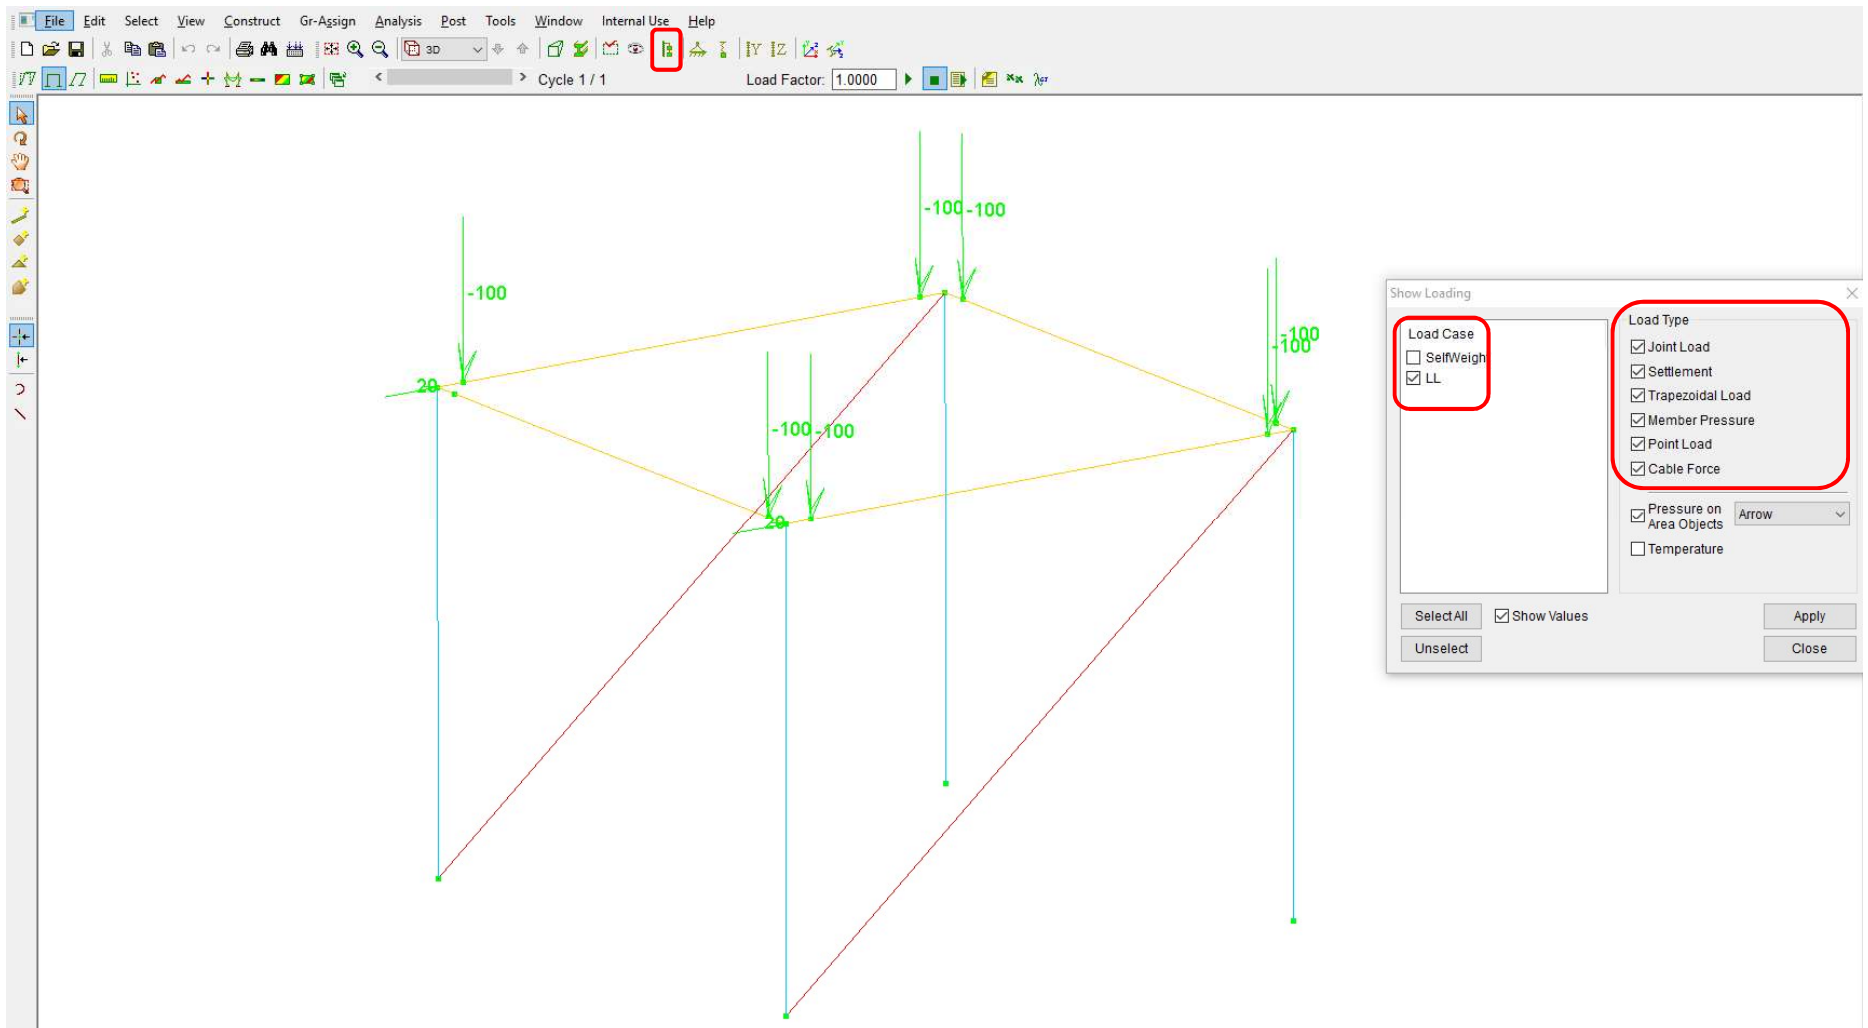 File Edit Select View Construct Gr-Assign Analysis Post Tools Window Internal Use Help
3D
Cycle 1 / 1 Load Factor: 1.0000
-100 -100
-100
-100
-100
20
-100 -100
20
Show Loading
Load Case
SelfWeigh
LL
Load Type
Joint Load
Settlement
Trapezoidal Load
Member Pressure
Point Load
Cable Force
Pressure on
Area Objects
Arrow
Temperature
Select All Show Values Apply
Unselect Close